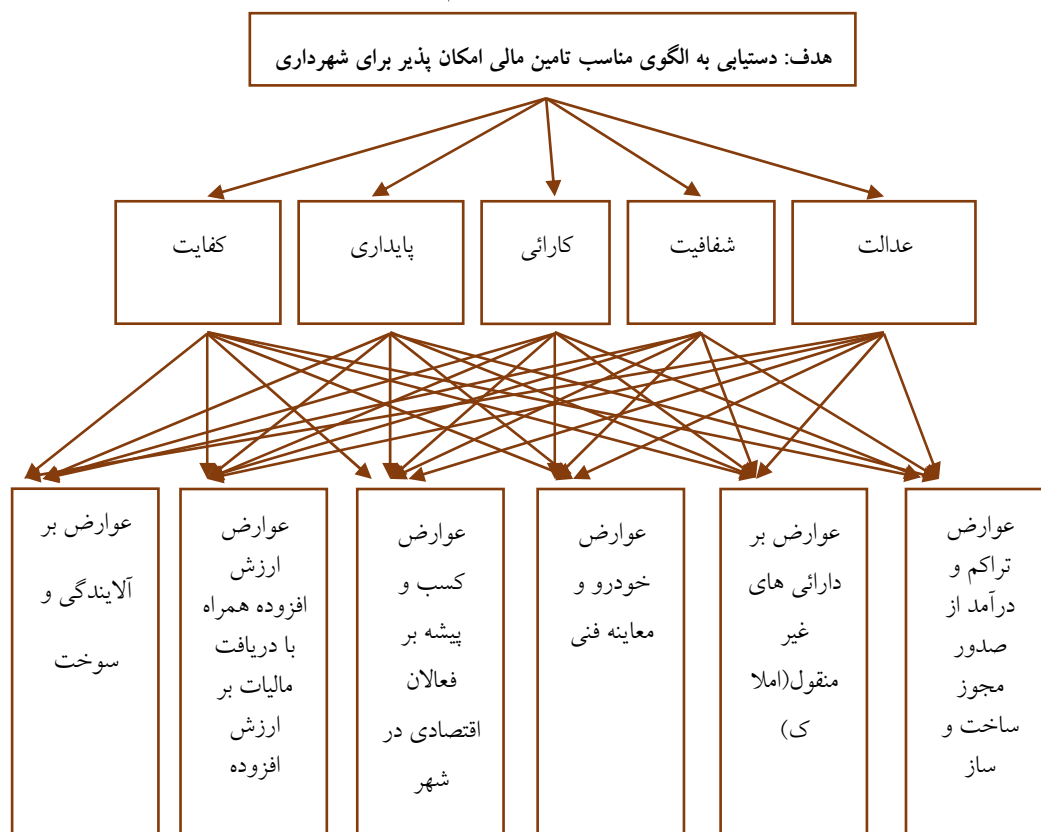 هدف: دستیابی به الگوی مناسب تامین مالی امکان پذیر برای شهرداری
عدالت
شفافیت
کارائی
پایداری
کفایت
عوارض
تراکم و
درآمد از
صدور
مجوز
ساخت و
ساز
عوارض بر
دارائی های
غیر
منقول(املا
ک)
عوارض
خودرو و
معاینه فنی
عوارض
کسب و
پیشه بر
فعالان
اقتصادی در
شهر
عوارض
ارزش
افزوده همراه
با دریافت
مالیات بر
ارزش
افزوده
عوارض بر
آلایندگی و
سوخت